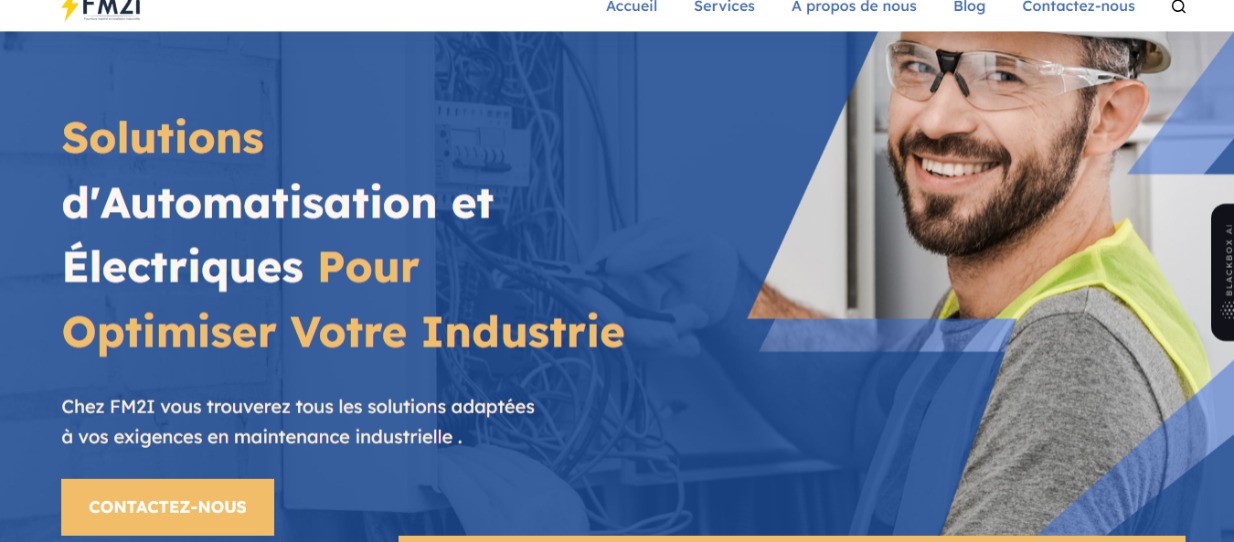 FM2I
Accueil Services A propos de nous Blog Contactez-nous
Solutions
d'Automatisation et
Électriques Pour
Optimiser Votre Industrie
Chez FM2I vous trouverez tous les solutions adaptées
à vos exigences en maintenance industrielle .
CONTACTEZ-NOUS
BLACKBOX AI